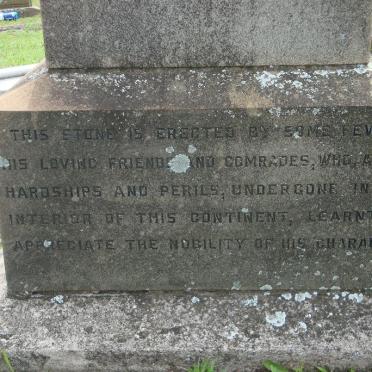 THIS STONE IS ERECTED BY SOME FEW
HIS LOVING FRIENDS AND COMRADES, WHO, A
HARDSHIPS AND PERILS, UNDERGONE IN
INTERIOR OF THIS CONTINENT, LEARNT
APPRECIATE THE NOBILITY OF HIS CHARA